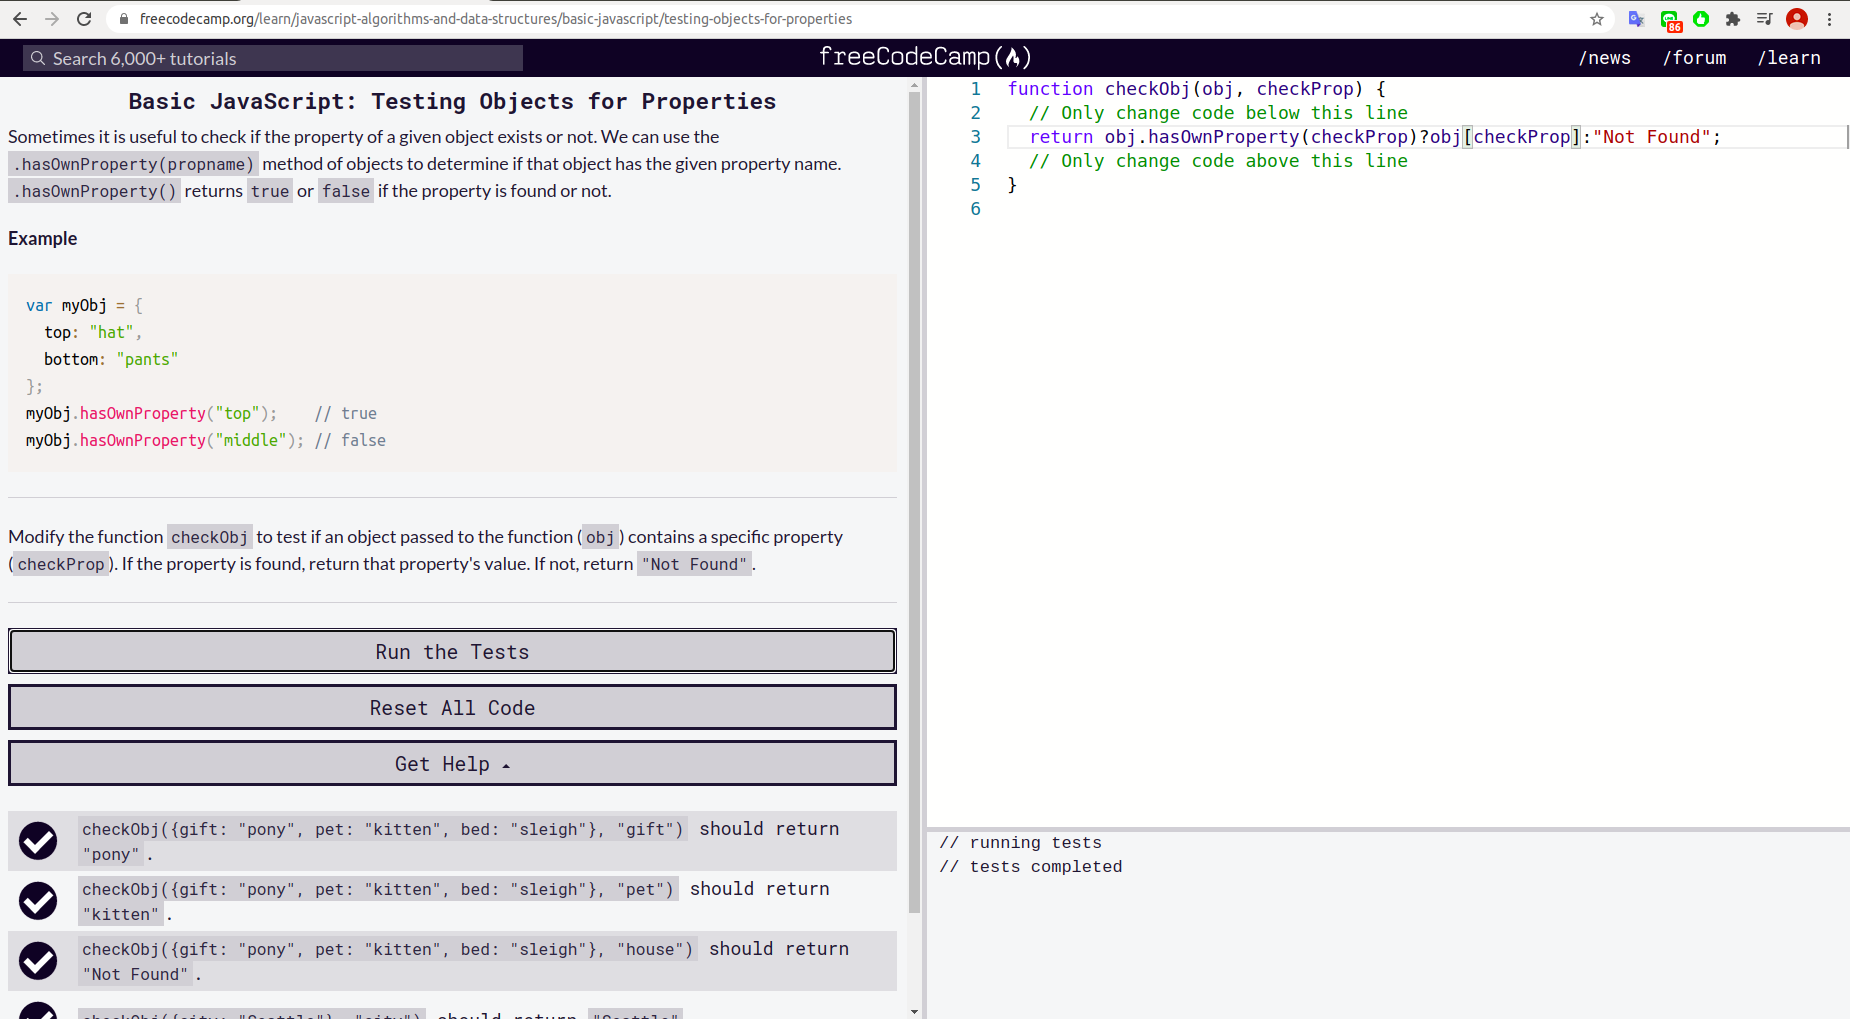 freecodecamp.org/learn/javascript-algorithms-and-data-structures/basic-javascript/testing-objects-for-properties
86
Search 6,000+ tutorials
freeCodeCamp
/news /forum /learn
Basic JavaScript: Testing Objects for Properties
Sometimes it is useful to check if the property of a given object exists or not. We can use the
.hasOwnProperty(propname) method of objects to determine if that object has the given property name.
.hasOwnProperty() returns true or false if the property is found or not.
Example
var myObj = {
  top: "hat",
  bottom: "pants"
};
myObj.hasOwnProperty("top");    // true
myObj.hasOwnProperty("middle"); // false
Modify the function checkObj to test if an object passed to the function (obj) contains a specific property
(checkProp). If the property is found, return that property's value. If not, return "Not Found".
Run the Tests
Reset All Code
Get Help
checkObj({gift: "pony", pet: "kitten", bed: "sleigh"}, "gift") should return
"pony".
checkObj({gift: "pony", pet: "kitten", bed: "sleigh"}, "pet") should return
"kitten".
checkObj({gift: "pony", pet: "kitten", bed: "sleigh"}, "house") should return
"Not Found".
checkObj({city: "Seattle"}, "city") should return "Seattle"
1 function checkObj(obj, checkProp) {
2   // Only change code below this line
3   return obj.hasOwnProperty(checkProp)?obj[checkProp]:"Not Found";
4   // Only change code above this line
5 }
6
// running tests
// tests completed